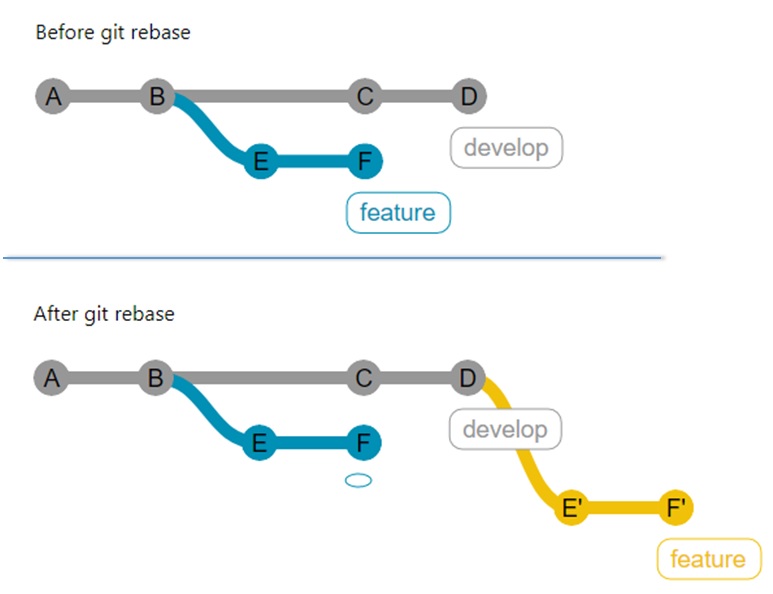 Before git rebase
A B C D
develop
E F
feature
After git rebase
A B C D
develop
E F
E' F'
feature